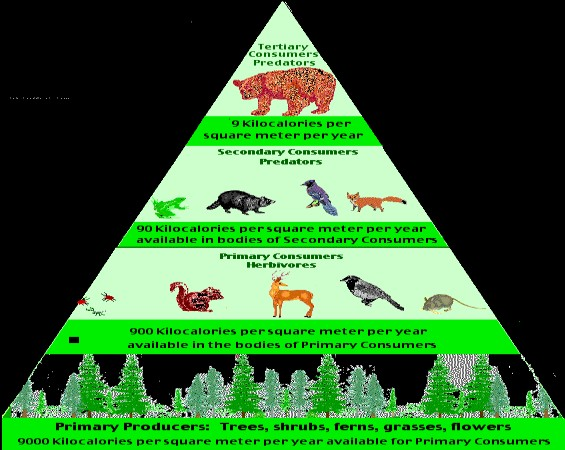 Tertiary
Consumers
Predators
9 Kilocalories per
square meter per year
Secondary Consumers
Predators
90 Kilocalories per square meter per year
available in bodies of Secondary Consumers
Primary Consumers
Herbivores
900 Kilocalories per square meter per year
available in the bodies of Primary Consumers
Primary Producers: Trees, shrubs, ferns, grasses, flowers
9000 Kilocalories per square meter per year available for Primary Consumers